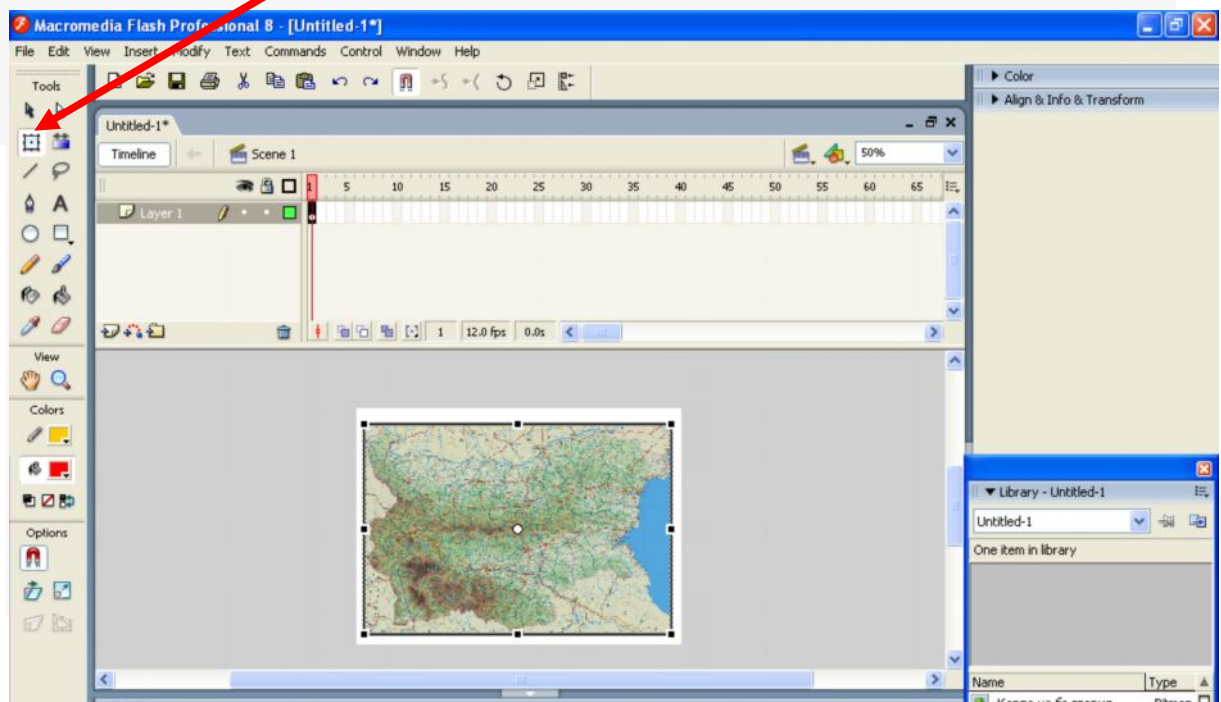 Macromedia Flash Professional 8 - [Untitled-1*]
File Edit View Insert Modify Text Commands Control Window Help
Tools
Color
Align & Info & Transform
Untitled-1*
Timeline
Scene 1
50%
1 5 10 15 20 25 30 35 40 45 50 55 60 65
Layer 1
1 12.0 fps 0.0s
View
Colors
Options
A
Library - Untitled-1
Untitled-1
One item in library
Name Type
Bitmap